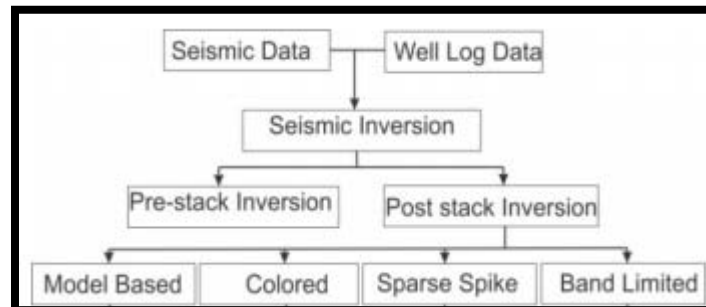 Seismic Data
Well Log Data
Seismic Inversion
Pre-stack Inversion
Post stack Inversion
Model Based
Colored
Sparse Spike
Band Limited